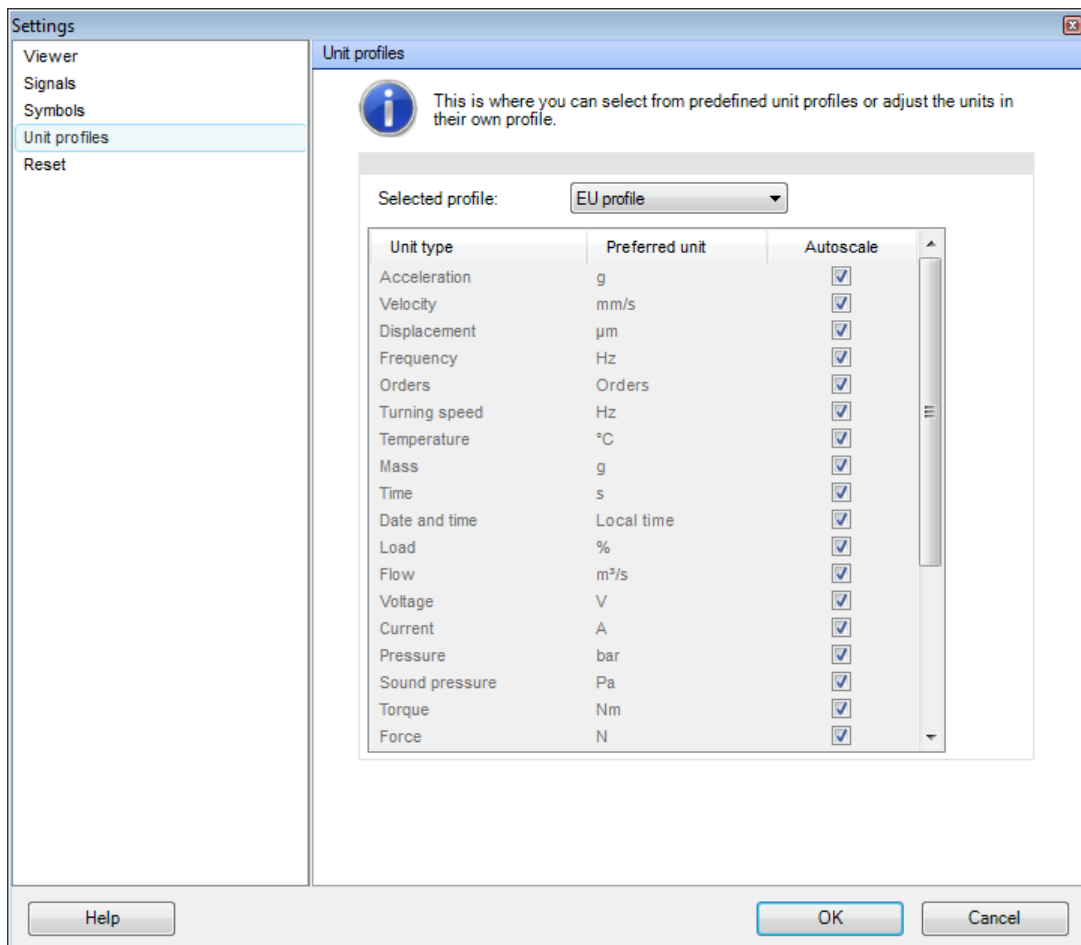 Settings
Viewer
Signals
Symbols
Unit profiles
Reset
Unit profiles
This is where you can select from predefined unit profiles or adjust the units in
their own profile.
Selected profile: EU profile
Unit type Preferred unit Autoscale
Acceleration g
Velocity mm/s
Displacement µm
Frequency Hz
Orders Orders
Turning speed Hz
Temperature °C
Mass g
Time s
Date and time Local time
Load %
Flow m³/s
Voltage V
Current A
Pressure bar
Sound pressure Pa
Torque Nm
Force N
Help OK Cancel